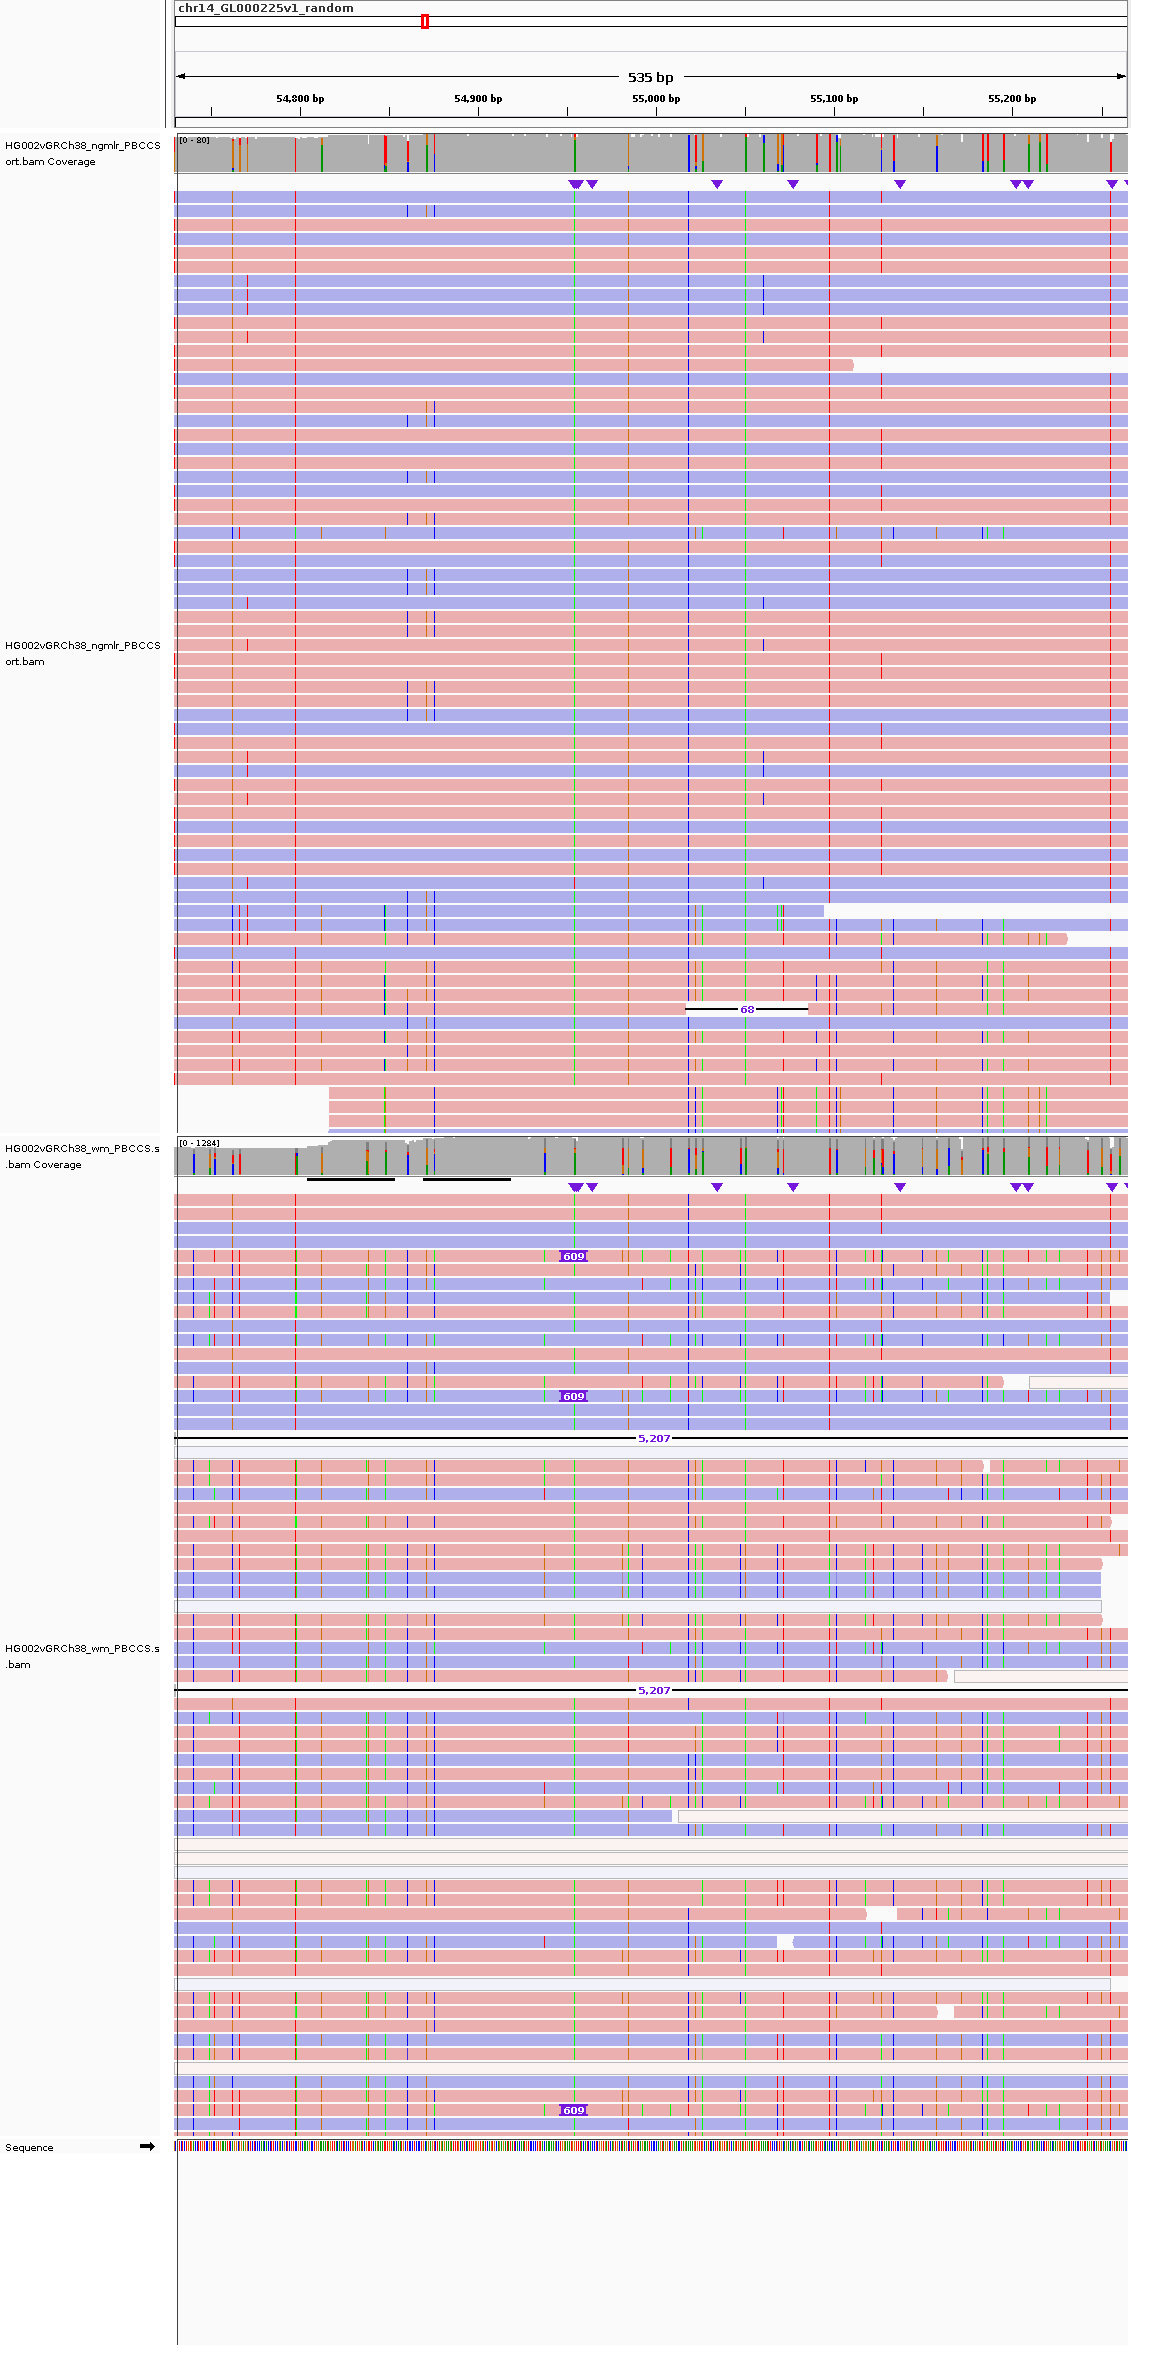 chr14_GL000225v1_random
535 bp
54,800 bp 54,900 bp 55,000 bp 55,100 bp 55,200 bp
HG002vGRCh38_ngmlr_PBCCS
ort.bam Coverage
[0 - 80]
HG002vGRCh38_ngmlr_PBCCS
ort.bam
68
HG002vGRCh38_wm_PBCCS.s
.bam Coverage
[0 - 1284]
609
609
5,207
HG002vGRCh38_wm_PBCCS.s
.bam
5,207
609
Sequence